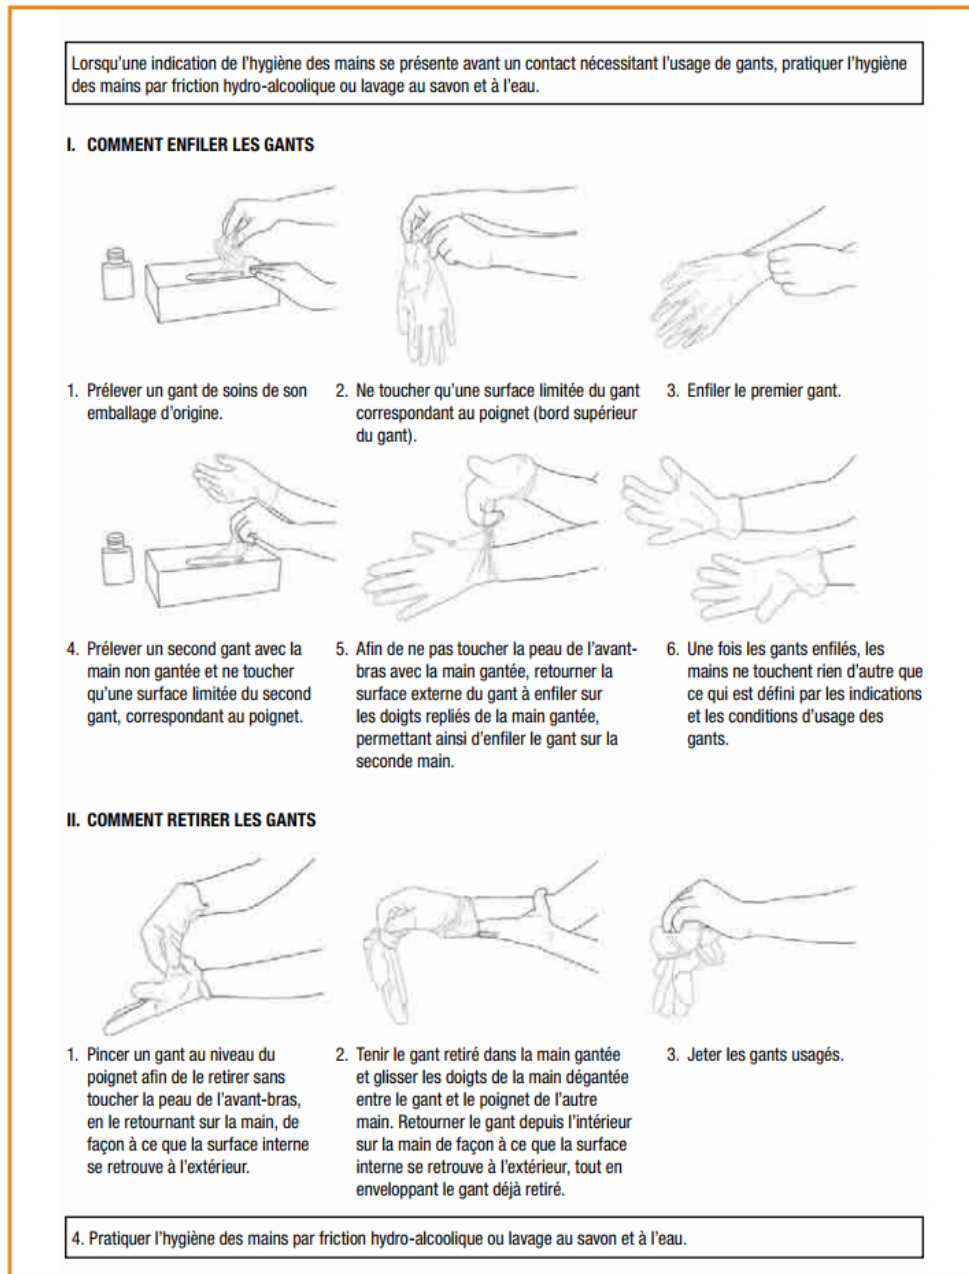 Lorsqu'une indication de l'hygiène des mains se présente avant un contact nécessitant l'usage de gants, pratiquer l'hygiène
des mains par friction hydro-alcoolique ou lavage au savon et à l'eau.
I. COMMENT ENFILER LES GANTS
1. Prélever un gant de soins de son
emballage d'origine.
2. Ne toucher qu'une surface limitée du gant
correspondant au poignet (bord supérieur
du gant).
3. Enfiler le premier gant.
4. Prélever un second gant avec la
main non gantée et ne toucher
qu'une surface limitée du second
gant, correspondant au poignet.
5. Afin de ne pas toucher la peau de l'avant-
bras avec la main gantée, retourner la
surface externe du gant à enfiler sur
les doigts repliés de la main gantée,
permettant ainsi d'enfiler le gant sur la
seconde main.
6. Une fois les gants enfilés, les
mains ne touchent rien d'autre que
ce qui est défini par les indications
et les conditions d'usage des
gants.
II. COMMENT RETIRER LES GANTS
1. Pincer un gant au niveau du
poignet afin de le retirer sans
toucher la peau de l'avant-bras,
en le retournant sur la main, de
façon à ce que la surface interne
se retrouve à l'extérieur.
2. Tenir le gant retiré dans la main gantée
et glisser les doigts de la main dégantée
entre le gant et le poignet de l'autre
main. Retourner le gant depuis l'intérieur
sur la main de façon à ce que la surface
interne se retrouve à l'extérieur, tout en
enveloppant le gant déjà retiré.
3. Jeter les gants usagés.
4. Pratiquer l'hygiène des mains par friction hydro-alcoolique ou lavage au savon et à l'eau.